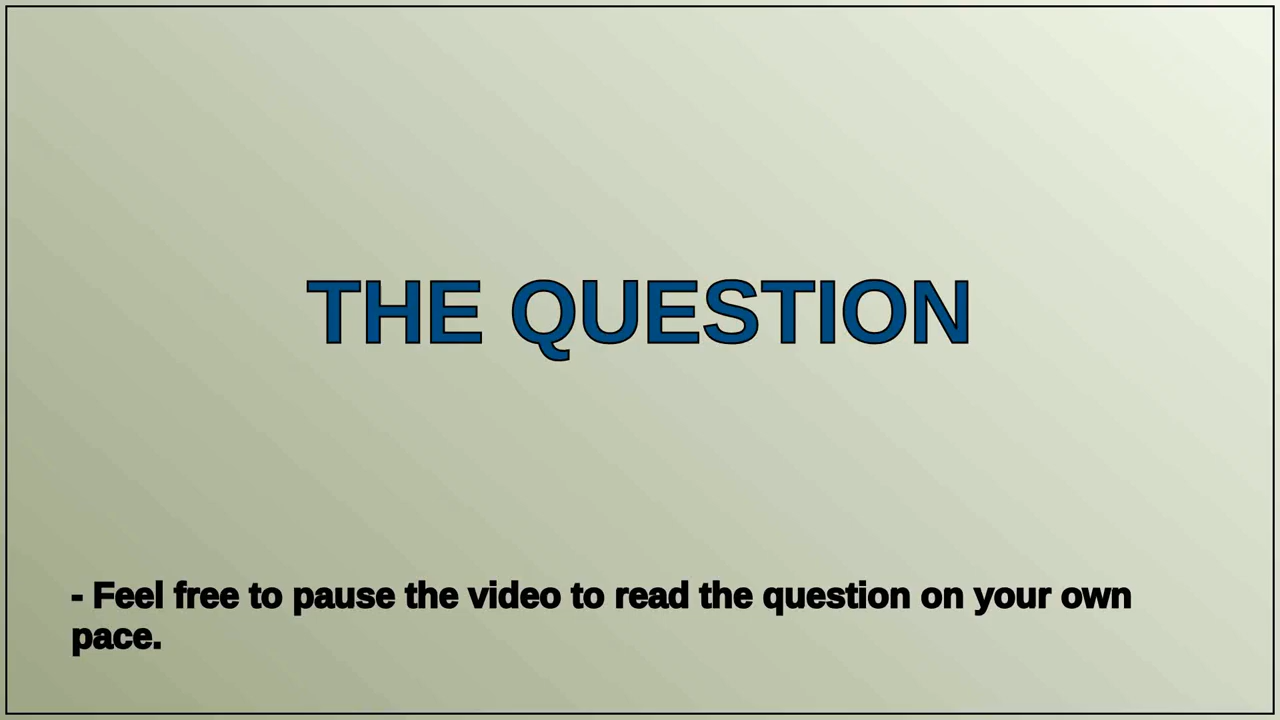 THE QUESTION
- Feel free to pause the video to read the question on your own
pace.